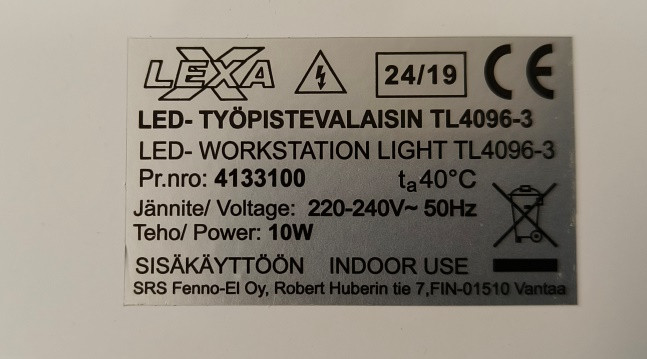 LEXA 24/19 CE
LED- TYÖPISTEVALAISIN TL4096-3
LED- WORKSTATION LIGHT TL4096-3
Pr.nro: 4133100 ta40°C
Jännite/ Voltage: 220-240V~ 50Hz
Teho/ Power: 10W
SISÄKÄYTTÖÖN INDOOR USE
SRS Fenno-El Oy, Robert Huberin tie 7,FIN-01510 Vantaa